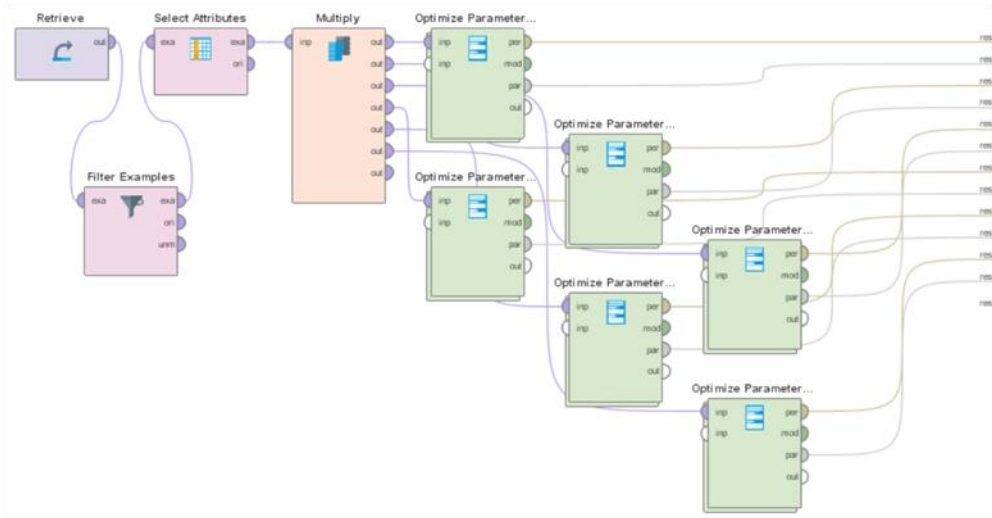 Retrieve
out
Select Attributes
exa
exa
ori
Multiply
inp
out
out
out
out
out
out
out
Optimize Parameter...
inp
per
inp
mod
par
out
Optimize Parameter...
inp
per
inp
mod
par
out
Filter Examples
exa
exa
ori
unm
Optimize Parameter...
inp
per
inp
mod
par
out
Optimize Parameter...
inp
per
inp
mod
par
out
Optimize Parameter...
inp
per
inp
mod
par
out
Optimize Parameter...
inp
per
inp
mod
par
out
res
res
res
res
res
res
res
res
res
res
res
res
res